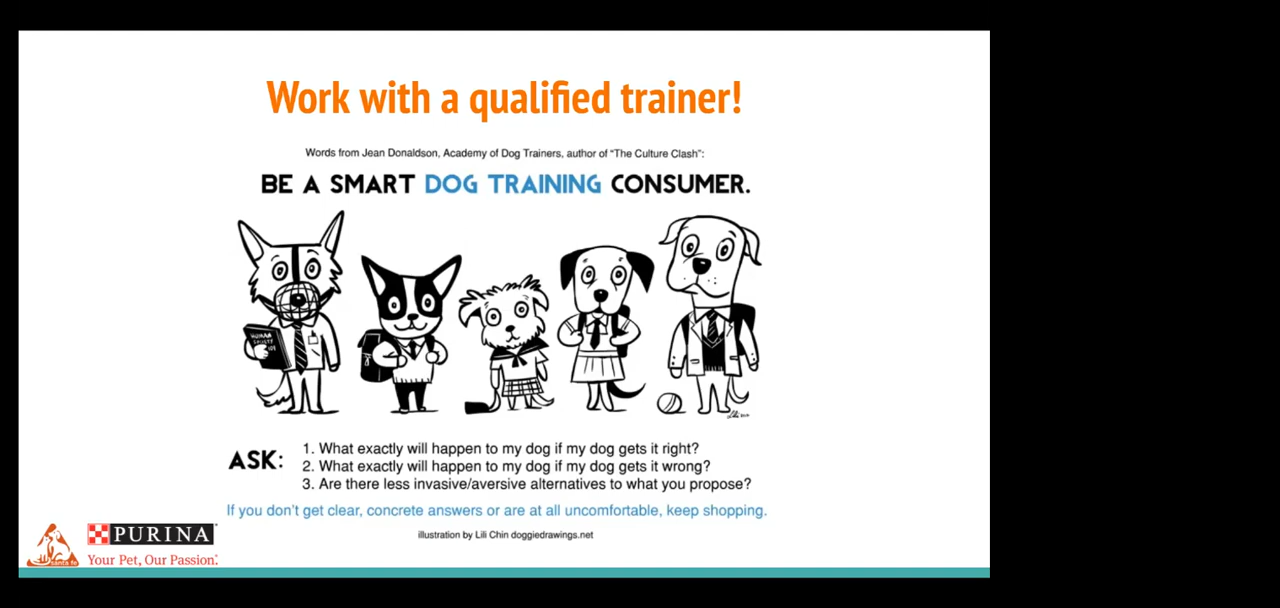 Work with a qualified trainer!
Words from Jean Donaldson, Academy of Dog Trainers, author of “The Culture Clash”:
BE A SMART DOG TRAINING CONSUMER.
HUMAN
101
ASK:
1. What exactly will happen to my dog if my dog gets it right?
2. What exactly will happen to my dog if my dog gets it wrong?
3. Are there less invasive/aversive alternatives to what you propose?
If you don’t get clear, concrete answers or are at all uncomfortable, keep shopping.
illustration by Lili Chin doggiedrawings.net
santa fe
PURINA
Your Pet, Our Passion.